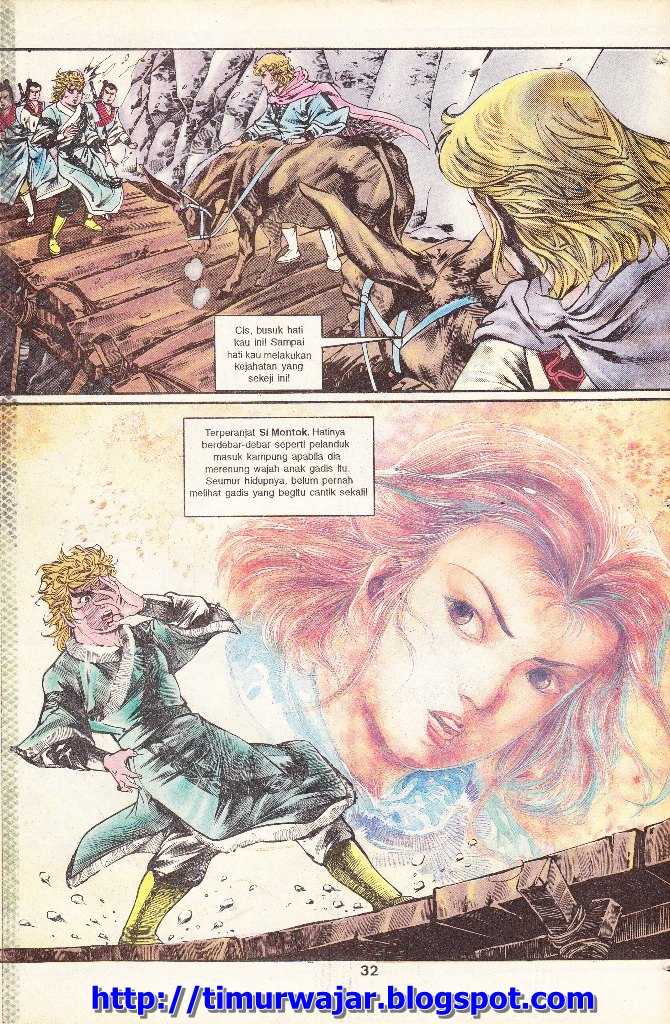 Cis, busuk hati
kau ini! Sampai
hati kau melakukan
kejahatan yang
sekeji ini!
Terperanjat Si Montok. Hatinya
berdebar-debar seperti pelanduk
masuk kampung apabila dia
merenung wajah anak gadis itu.
Seumur hidupnya, belum pernah
melihat gadis yang begitu cantik sekali!
32
http://timurwajar.blogspot.com